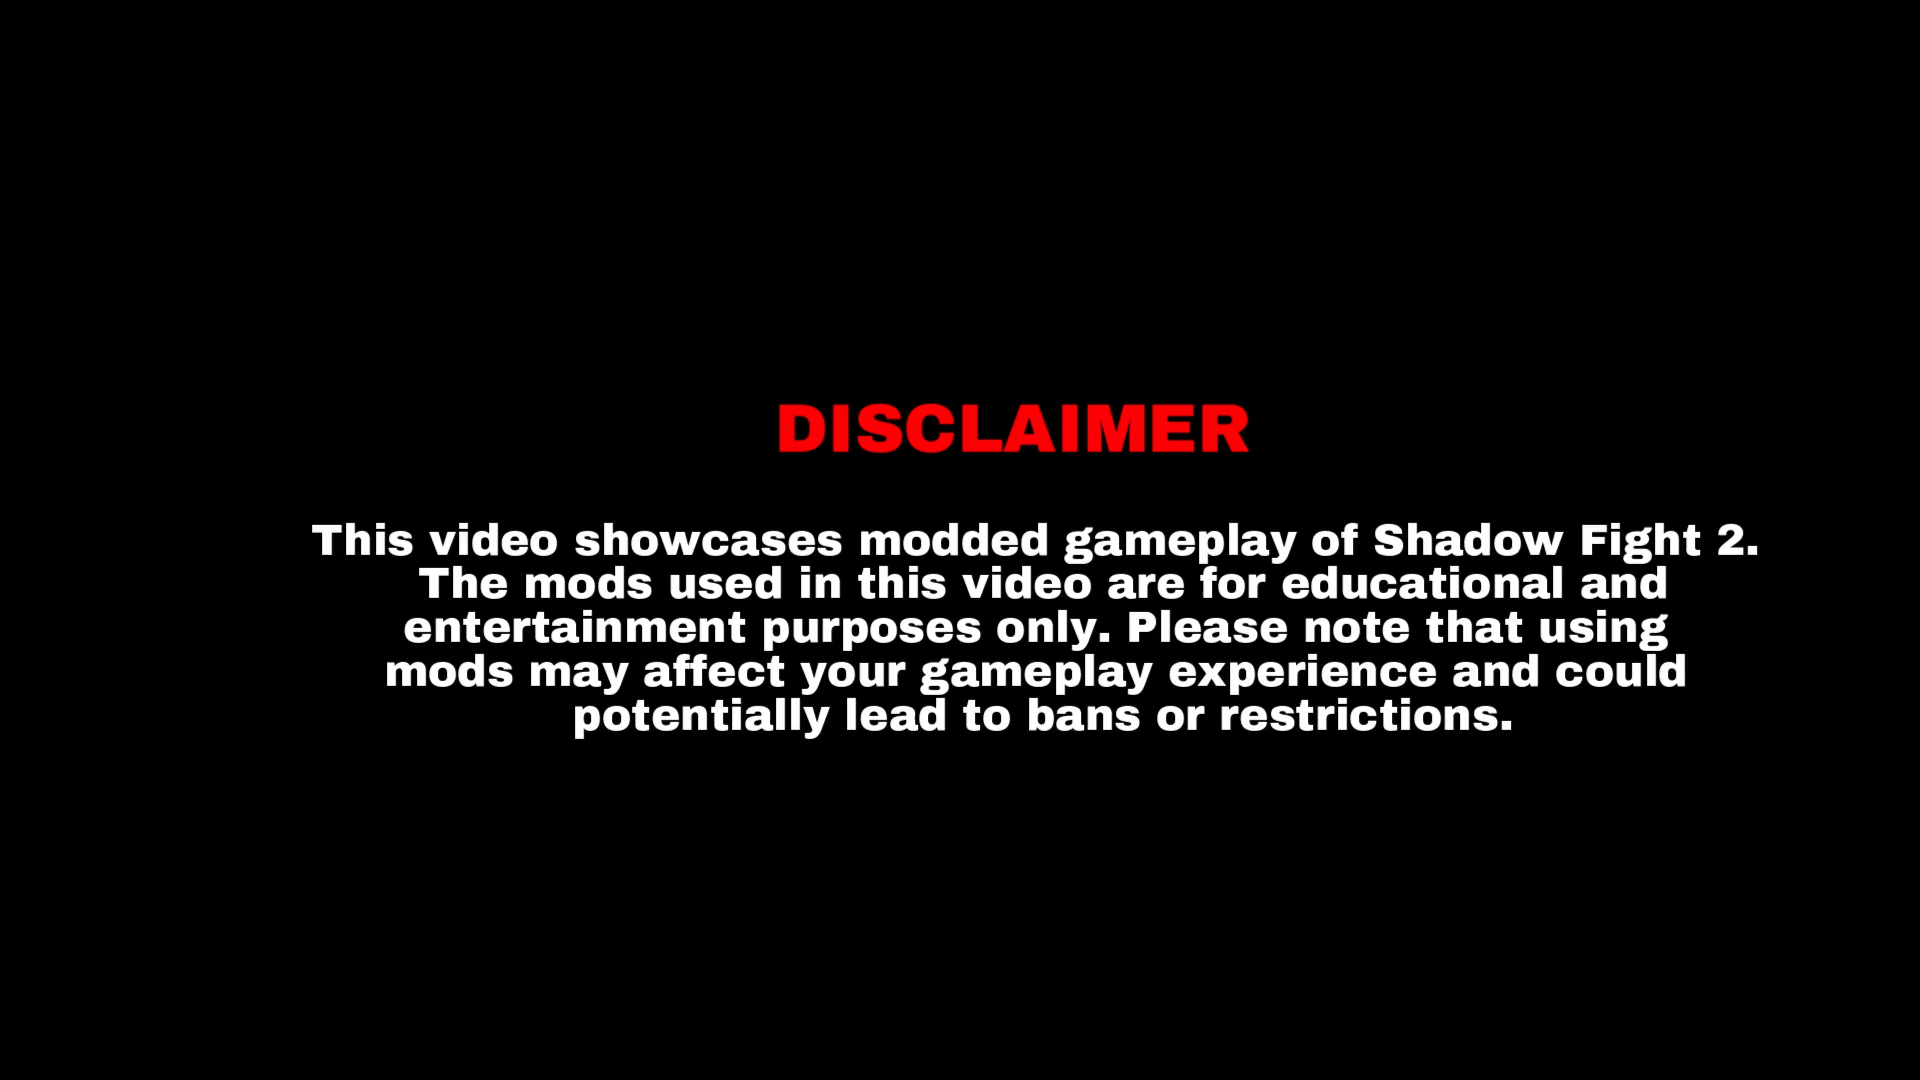 DISCLAIMER
This video showcases modded gameplay of Shadow Fight 2.
The mods used in this video are for educational and
entertainment purposes only. Please note that using
mods may affect your gameplay experience and could
potentially lead to bans or restrictions.